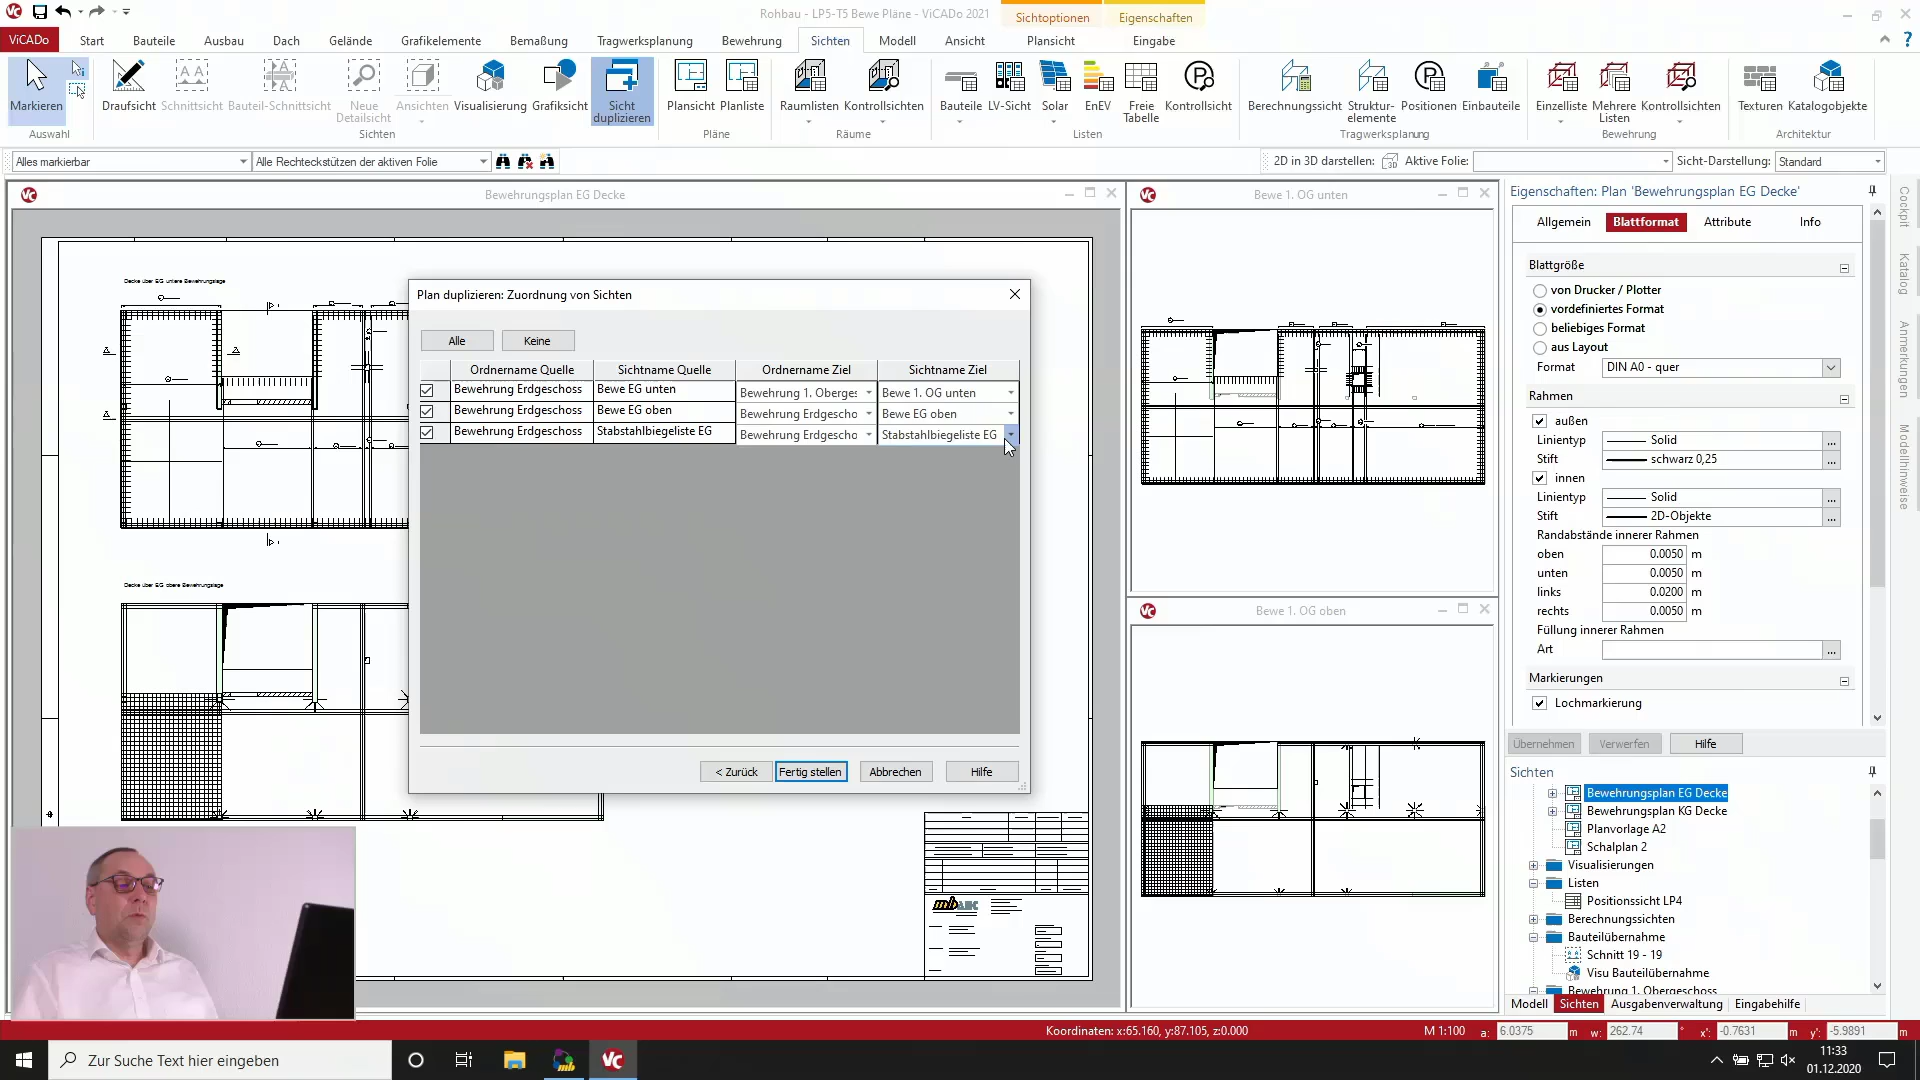 Rohbau - LP5-T5 Bewe Pläne - ViCADo 2021
Sichtoptionen
Eigenschaften
ViCADo
Start
Bauteile
Ausbau
Dach
Gelände
Grafikelemente
Bemaßung
Tragwerksplanung
Bewehrung
Sichten
Modell
Ansicht
Plansicht
Eingabe
Markieren
Draufsicht
Schnittsicht
Bauteil-Schnittsicht
Neue Detailsicht
Ansichten
Visualisierung
Grafiksicht
Sicht duplizieren
Plansicht
Planliste
Raumlisten
Kontrollsichten
Bauteile
LV-Sicht
Solar
EnEV
Freie Tabelle
Kontrollsicht
Berechnungssicht
Struktur-elemente
Positionen
Einbauteile
Einzelliste
Mehrere Listen
Kontrollsichten
Texturen
Katalogobjekte
Auswahl
Sichten
Pläne
Räume
Listen
Tragwerksplanung
Bewehrung
Architektur
Alles markierbar
Alle Rechteckstützen der aktiven Folie
2D in 3D darstellen:
Aktive Folie:
Sicht-Darstellung:
Standard
Bewehrungsplan EG Decke
Decke über EG untere Bewehrungslage
Decke über EG obere Bewehrungslage
Plan duplizieren: Zuordnung von Sichten
Alle
Keine
Ordnername Quelle
Sichtname Quelle
Ordnername Ziel
Sichtname Ziel
Bewehrung Erdgeschoss
Bewe EG unten
Bewehrung 1. Oberges
Bewe 1. OG unten
Bewehrung Erdgeschoss
Bewe EG oben
Bewehrung Erdgescho
Bewe EG oben
Bewehrung Erdgeschoss
Stabstahlbiegeliste EG
Bewehrung Erdgescho
Stabstahlbiegeliste EG
< Zurück
Fertig stellen
Abbrechen
Hilfe
Bewe 1. OG unten
Bewe 1. OG oben
Eigenschaften: Plan 'Bewehrungsplan EG Decke'
Allgemein
Blattformat
Attribute
Info
Blattgröße
von Drucker / Plotter
vordefiniertes Format
beliebiges Format
aus Layout
Format
DIN A0 - quer
Rahmen
außen
Linientyp
Solid
...
Stift
schwarz 0,25
...
innen
Linientyp
Solid
...
Stift
2D-Objekte
...
Randabstände innerer Rahmen
oben
0.0050 m
unten
0.0050 m
links
0.0200 m
rechts
0.0050 m
Füllung innerer Rahmen
Art
...
Markierungen
Lochmarkierung
Übernehmen
Verwerfen
Hilfe
Sichten
Bewehrungsplan EG Decke
Bewehrungsplan KG Decke
Planvorlage A2
Schalplan 2
Visualisierungen
Listen
Positionssicht LP4
Berechnungssichten
Bauteilübernahme
Schnitt 19 - 19
Visu Bauteilübernahme
Bewehrung 1. Obergeschoss
Modell
Sichten
Ausgabenverwaltung
Eingabehilfe
Cockpit
Katalog
Anmerkungen
Modellhinweise
Koordinaten: x:65.160, y:87.105, z:0.000
M 1:100
a: 6.0375 m
w: 262.74 °
x': -0.7631 m
y': -5.9891 m
Zur Suche Text hier eingeben
11:33
01.12.2020